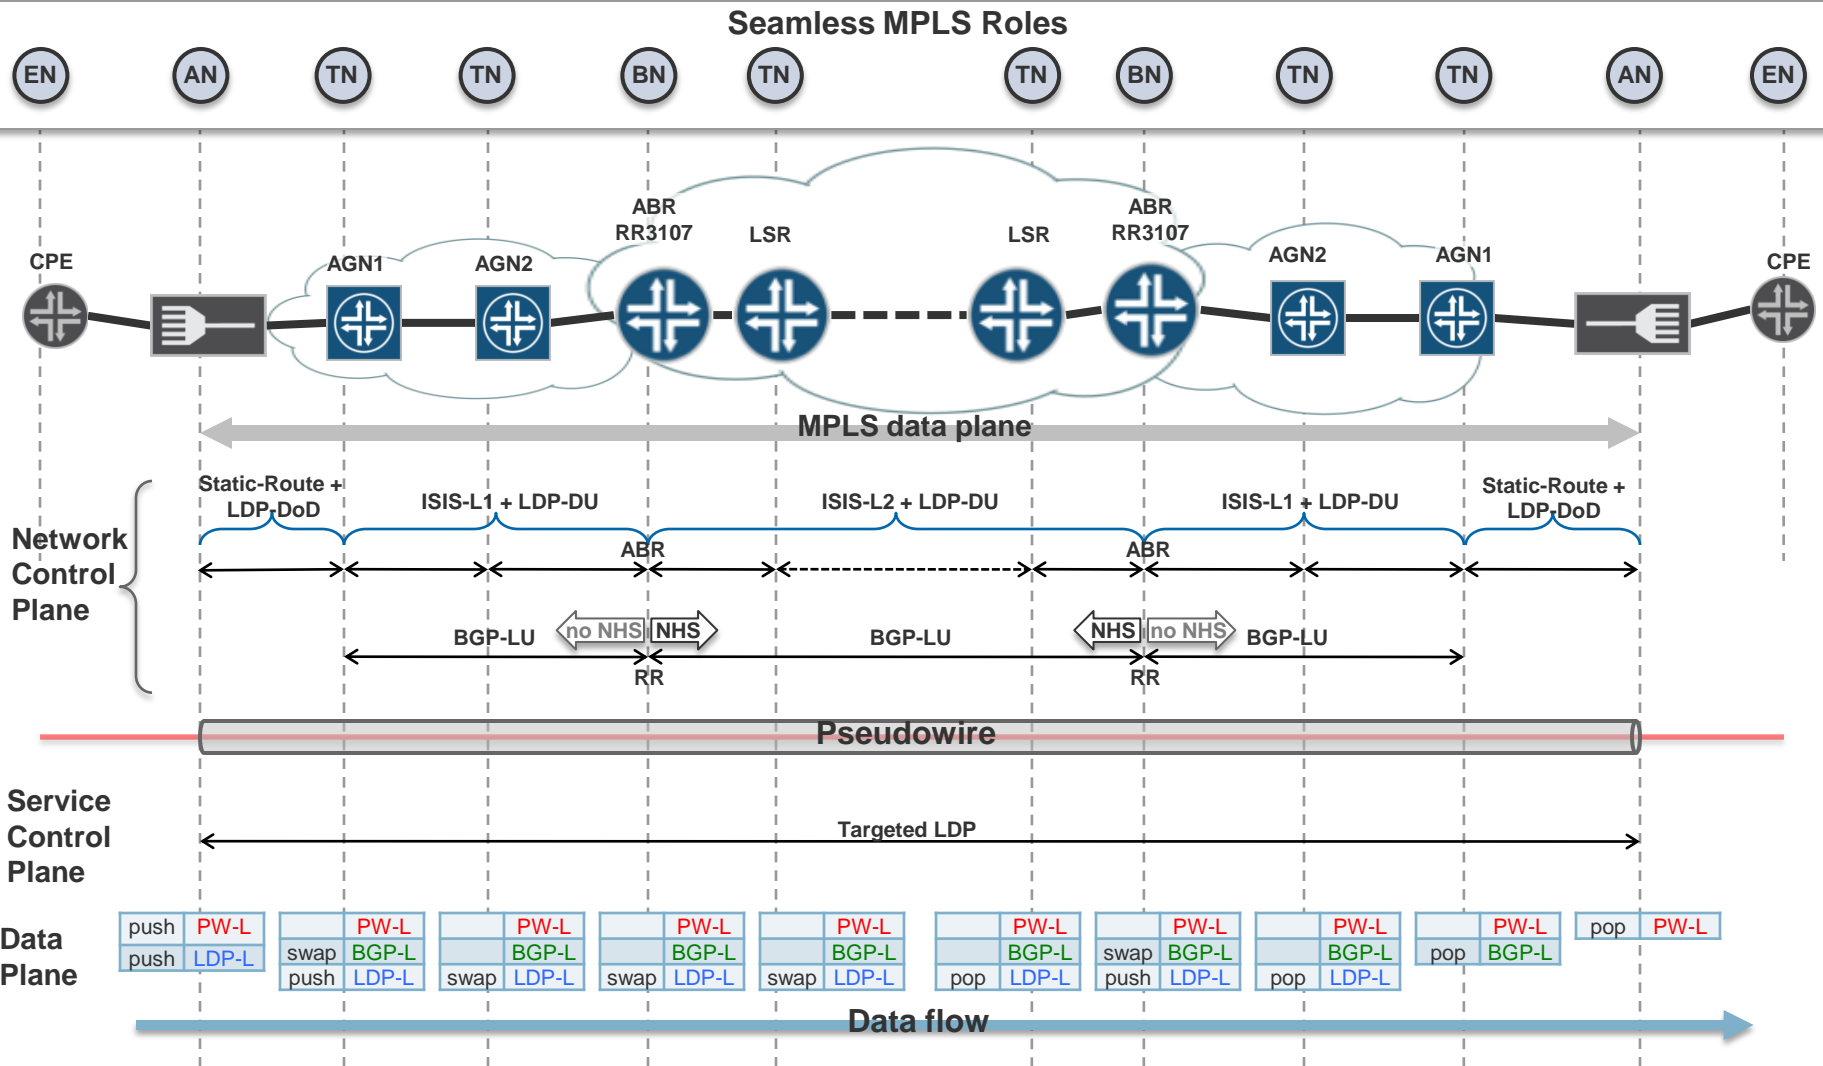 Seamless MPLS Roles
EN AN TN TN BN TN TN BN TN TN AN EN
ABR
RR3107
ABR
RR3107
LSR
LSR
CPE
AGN1
AGN2
AGN2
AGN1
CPE
MPLS data plane
Network
Control
Plane
Static-Route +
LDP-DoD
ISIS-L1 + LDP-DU
ISIS-L2 + LDP-DU
ISIS-L1 + LDP-DU
Static-Route +
LDP-DoD
ABR
ABR
BGP-LU
no NHS
NHS
BGP-LU
NHS
no NHS
BGP-LU
RR
RR
Pseudowire
Service
Control
Plane
Targeted LDP
Data
Plane
push PW-L
push LDP-L
PW-L
swap BGP-L
push LDP-L
PW-L
BGP-L
swap LDP-L
PW-L
BGP-L
swap LDP-L
PW-L
BGP-L
swap LDP-L
PW-L
BGP-L
pop LDP-L
PW-L
swap BGP-L
push LDP-L
PW-L
BGP-L
pop LDP-L
PW-L
pop BGP-L
pop PW-L
Data flow